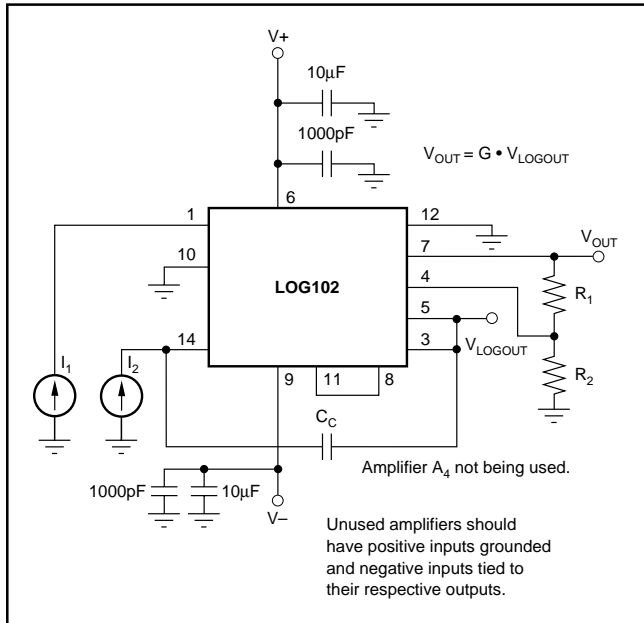 V+
10µF
1000pF
V_OUT = G • V_LOGOUT
6
1
12
7
V_OUT
10
4
LOG102
R_1
5
14
3
V_LOGOUT
I_1
I_2
9
11
8
R_2
C_C
Amplifier A_4 not being used.
1000pF
10µF
V–
Unused amplifiers should
have positive inputs grounded
and negative inputs tied to
their respective outputs.